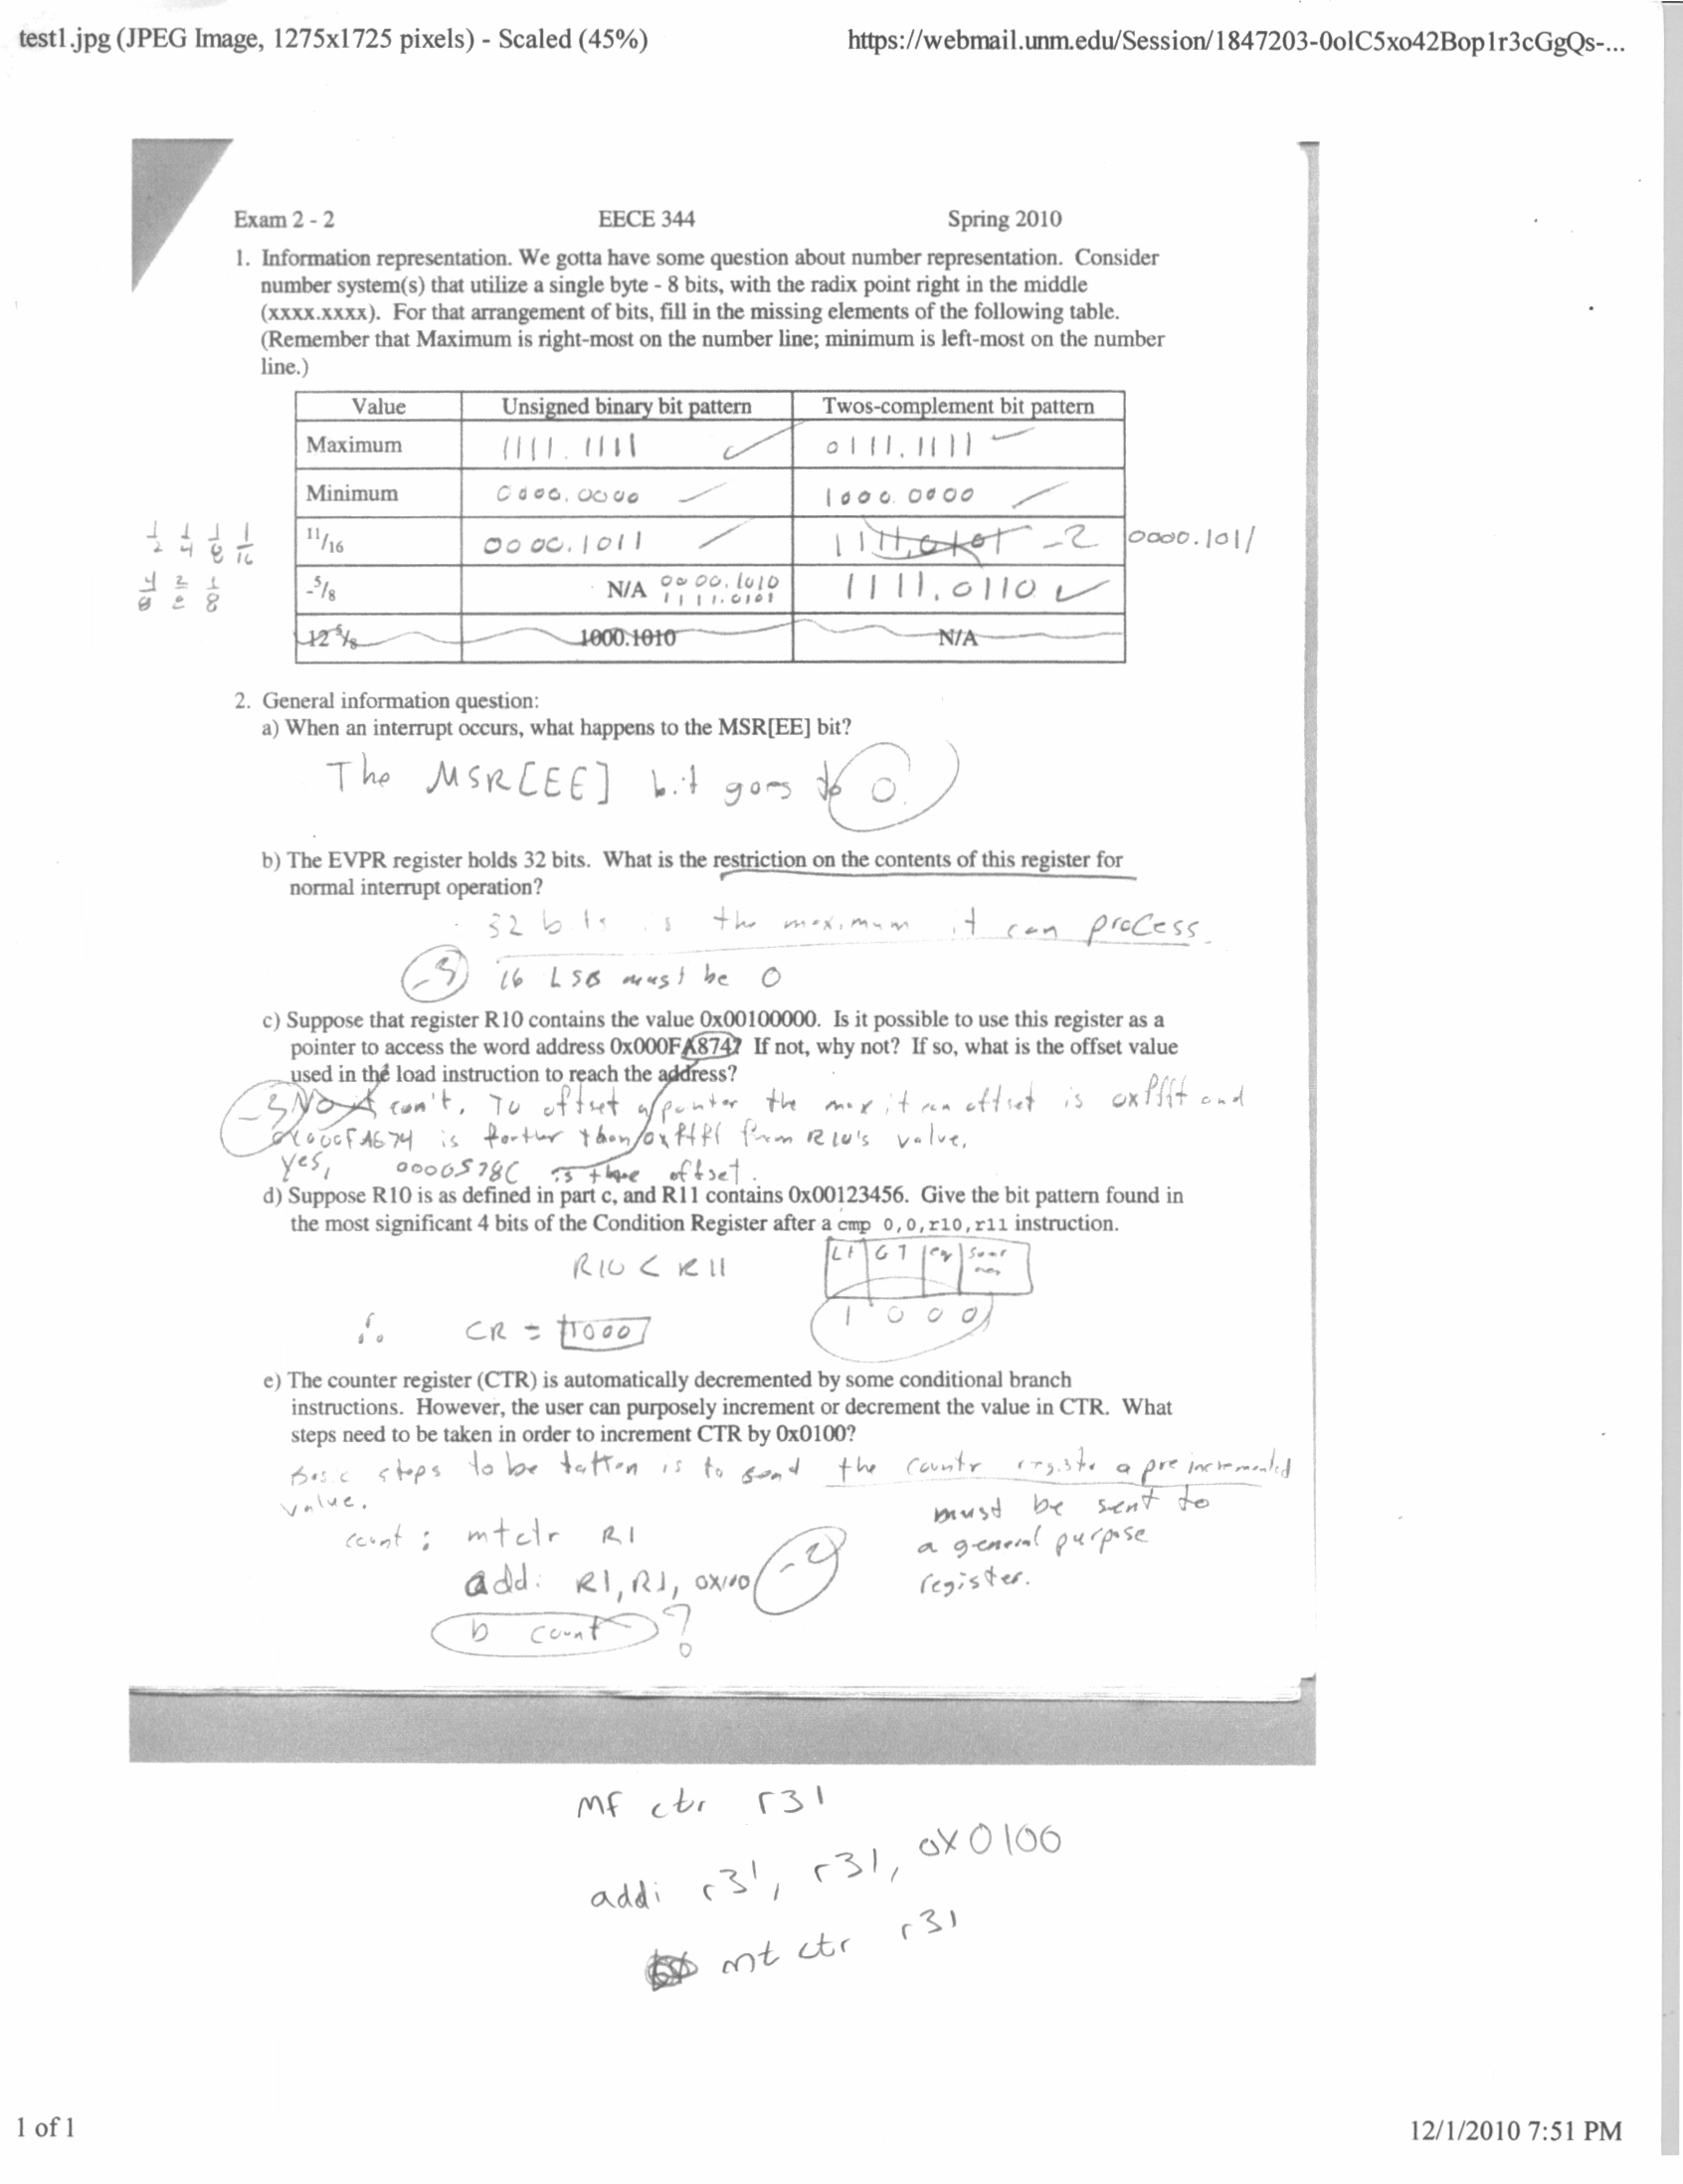 test1.jpg (JPEG Image, 1275x1725 pixels) - Scaled (45%)
https://webmail.unm.edu/Session/1847203-0olC5xo42Bop1r3cGgQs-...
Exam 2 - 2 EECE 344 Spring 2010
1. Information representation. We gotta have some question about number representation. Consider
number system(s) that utilize a single byte - 8 bits, with the radix point right in the middle
(xxxx.xxxx). For that arrangement of bits, fill in the missing elements of the following table.
(Remember that Maximum is right-most on the number line; minimum is left-most on the number
line.)
Value Unsigned binary bit pattern Twos-complement bit pattern
Maximum 1111.1111 0111.1111
Minimum 0000.0000 1000.0000
1/2 1/4 1/8 1/16
11/16 0000.1011 -2 0000.1011
4/8 2/8 1/8
-5/8 N/A 0000.1010 1111.0110
1111.0101
12 5/8 1000.1010 N/A
2. General information question:
a) When an interrupt occurs, what happens to the MSR[EE] bit?
The MSR[EE] bit goes to 0.
b) The EVPR register holds 32 bits. What is the restriction on the contents of this register for
normal interrupt operation?
32 bits is the maximum it can process.
16 LSB must be 0
c) Suppose that register R10 contains the value 0x00100000. Is it possible to use this register as a
pointer to access the word address 0x000FA874? If not, why not? If so, what is the offset value
used in the load instruction to reach the address?
-3 No can't. To offset a pointer the max it can offset is 0xffff and
is further than 0xffff from R10's value.
yes, 0000578C is the offset.
d) Suppose R10 is as defined in part c, and R11 contains 0x00123456. Give the bit pattern found in
the most significant 4 bits of the Condition Register after a cmp 0,0,r10,r11 instruction.
R10 < R11 LT GT eq
1 0 0 0
∴ CR = 1000
e) The counter register (CTR) is automatically decremented by some conditional branch
instructions. However, the user can purposely increment or decrement the value in CTR. What
steps need to be taken in order to increment CTR by 0x0100?
Basic steps to be is to send the counter register a pre incremented
value.
must be sent to
a general purpose
register.
count: mtctr R1
addi R1, R1, 0x100 -2
b count ?
mf ctr r31
addi r31, r31, 0x0100
mt ctr r31
1 of 1
12/1/2010 7:51 PM